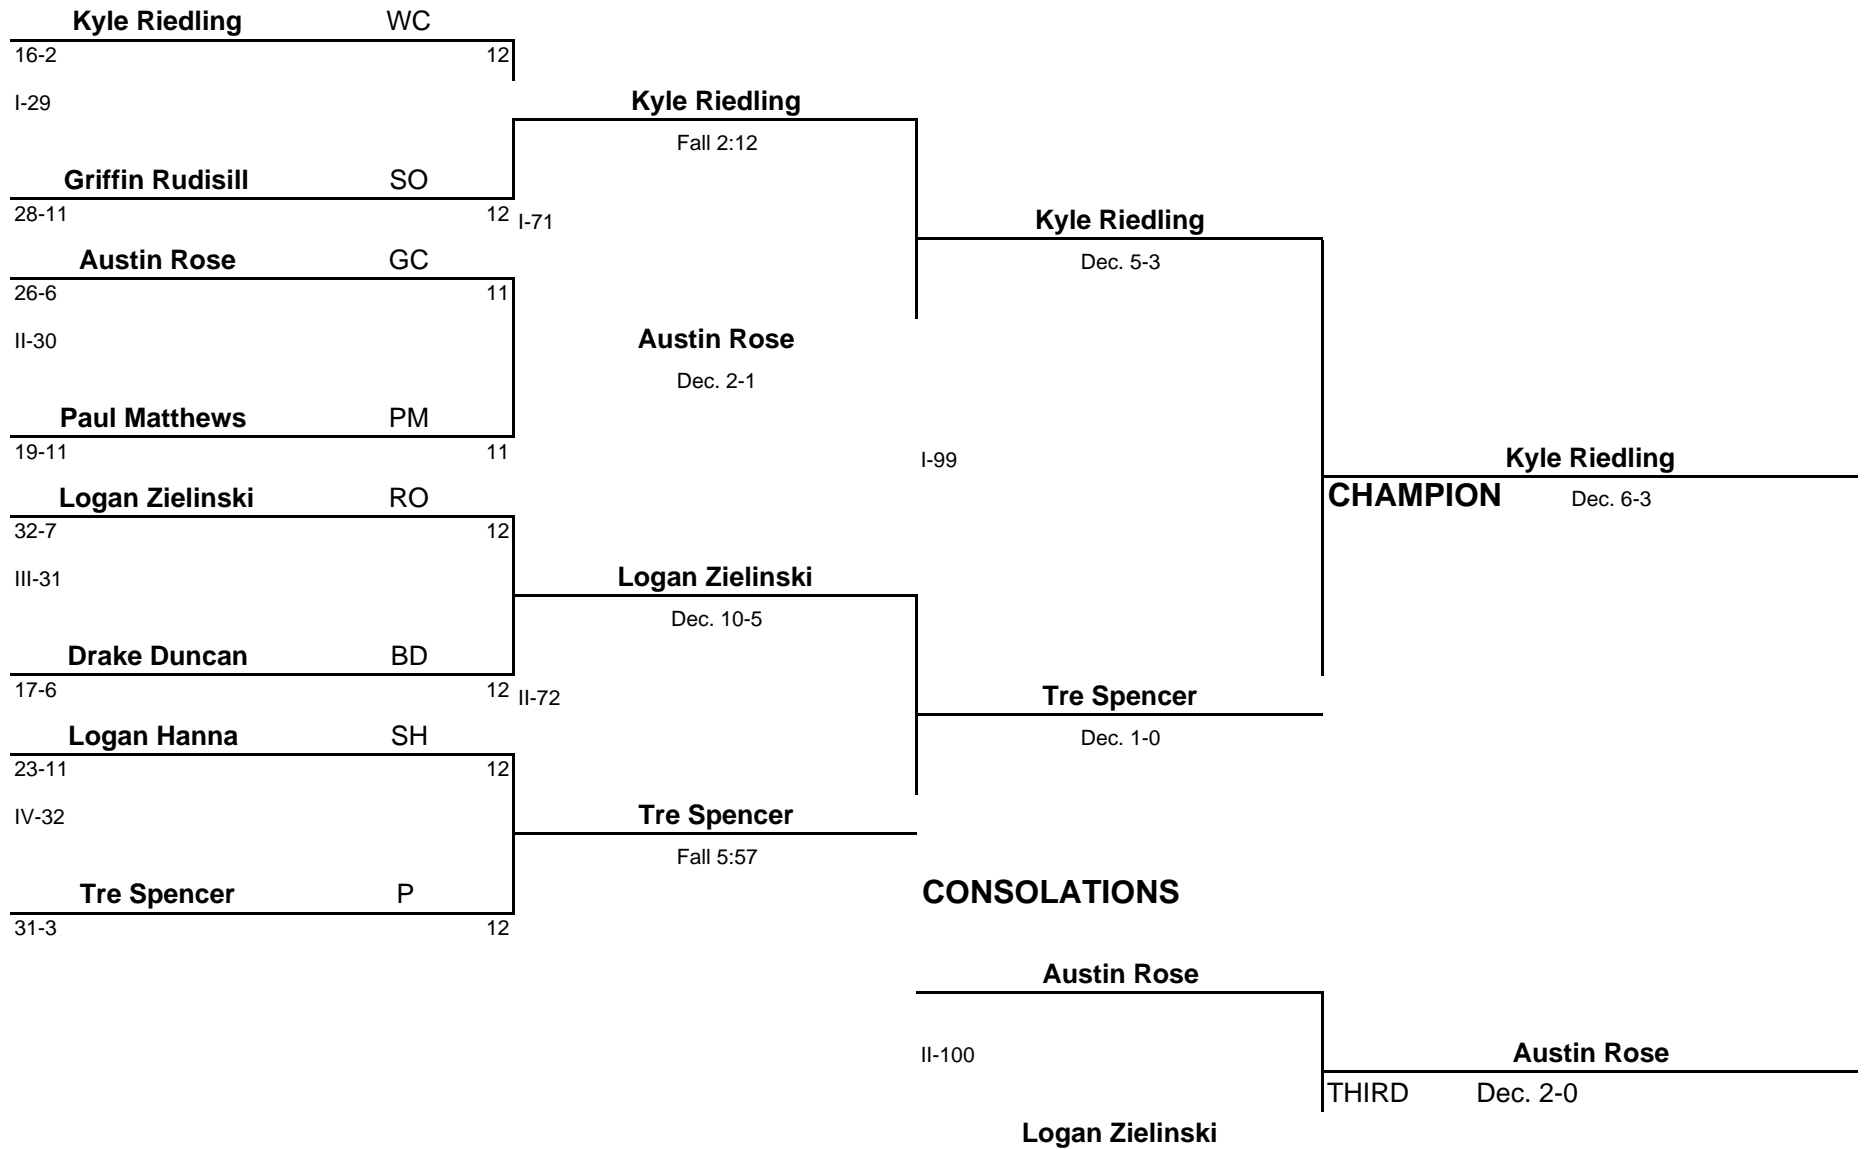 Kyle Riedling WC
16-2 12
I-29
Kyle Riedling
Fall 2:12
Griffin Rudisill SO
28-11 12 I-71
Kyle Riedling
Dec. 5-3
Austin Rose GC
26-6 11
II-30
Austin Rose
Dec. 2-1
Paul Matthews PM
19-11 11
I-99
Kyle Riedling
CHAMPION Dec. 6-3
Logan Zielinski RO
32-7 12
III-31
Logan Zielinski
Dec. 10-5
Drake Duncan BD
17-6 12 II-72
Tre Spencer
Dec. 1-0
Logan Hanna SH
23-11 12
IV-32
Tre Spencer
Fall 5:57
Tre Spencer P
31-3 12
CONSOLATIONS
Austin Rose
II-100
Austin Rose
THIRD Dec. 2-0
Logan Zielinski